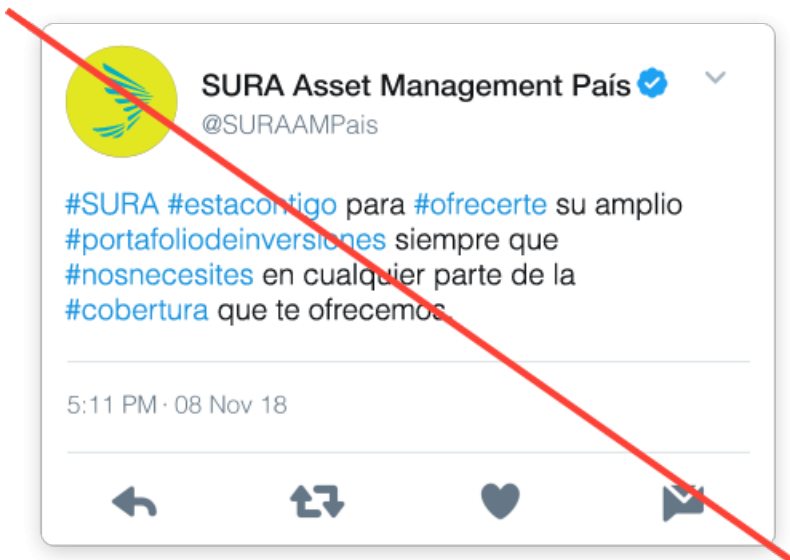 SURA Asset Management País
@SURAAMPais
#SURA #estacontigo para #ofrecerte su amplio
#portafoliodeinversiones siempre que
#nosnecesites en cualquier parte de la
#cobertura que te ofrecemos.
5:11 PM · 08 Nov 18